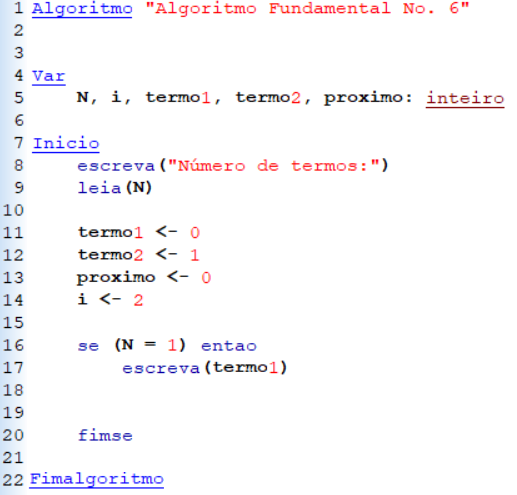 1 Algoritmo "Algoritmo Fundamental No. 6"
2
3
4 Var
5     N, i, termo1, termo2, proximo: inteiro
6
7 Inicio
8     escreva("Número de termos:")
9     leia(N)
10
11     termo1 <- 0
12     termo2 <- 1
13     proximo <- 0
14     i <- 2
15
16     se (N = 1) entao
17         escreva(termo1)
18
19
20     fimse
21
22 Fimalgoritmo